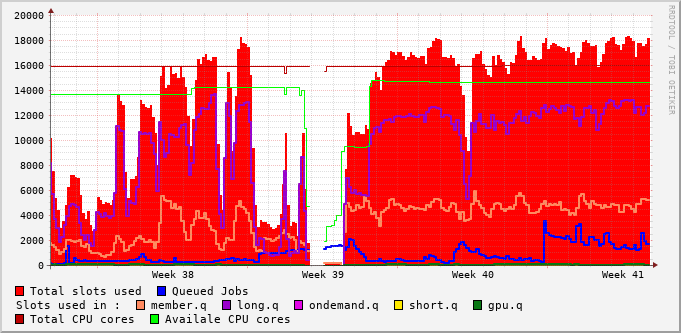 20000
18000
16000
14000
12000
10000
8000
6000
4000
2000
0
Week 38 Week 39 Week 40 Week 41
Total slots used Queued Jobs
Slots used in : member.q long.q ondemand.q short.q gpu.q
Total CPU cores Availale CPU cores
RRDTOOL / TOBI OETIKER